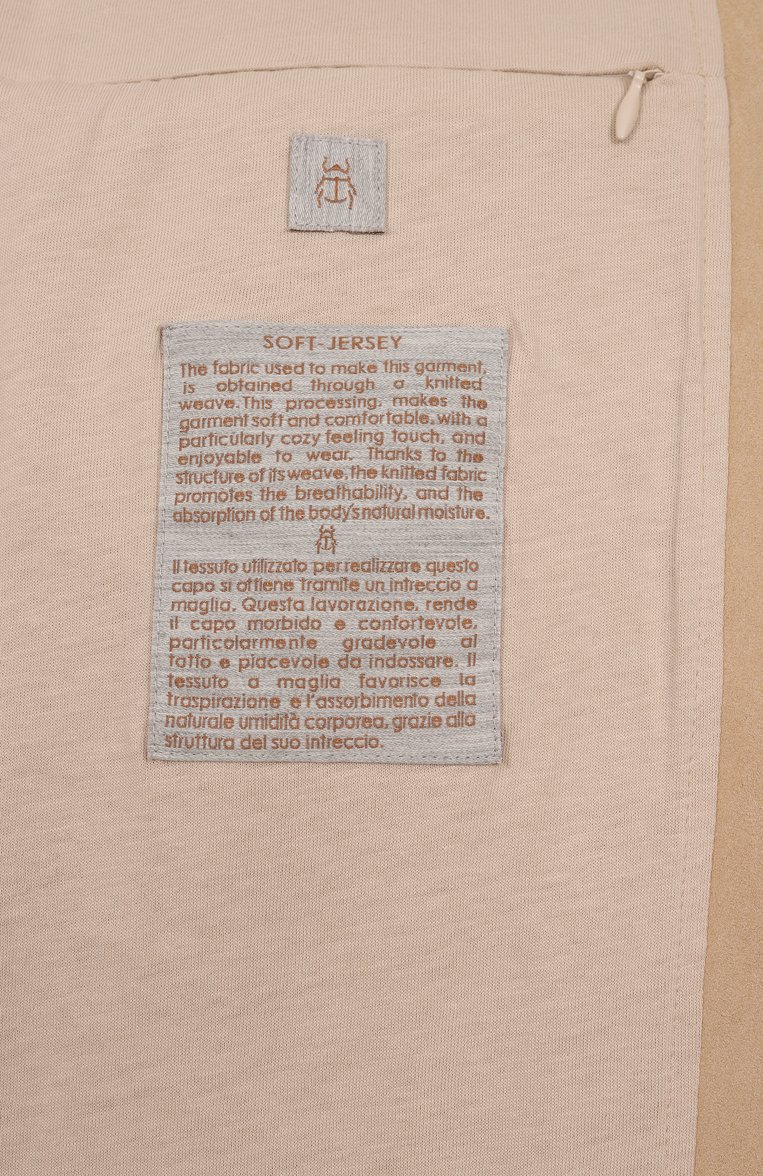 SOFT-JERSEY
The fabric used to make this garment,
is obtained through a knitted
weave. This processing, makes the
garment soft and comfortable, with a
particularly cozy feeling touch, and
enjoyable to wear. Thanks to the
structure of its weave, the knitted fabric
promotes the breathability, and the
absorption of the body's natural moisture.
Il tessuto utilizzato per realizzare questo
capo si ottiene tramite un intreccio a
maglia. Questa lavorazione, rende
il capo morbido e confortevole,
particolarmente gradevole al
tatto e piacevole da indossare. Il
tessuto a maglia favorisce la
traspirazione e l'assorbimento della
naturale umidità corporea, grazie alla
struttura del suo intreccio.